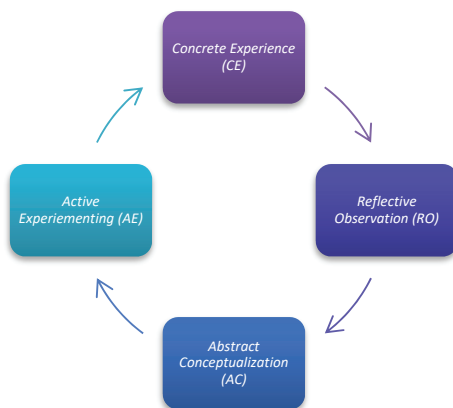 Concrete Experience
(CE)
Reflective
Observation (RO)
Abstract
Conceptualization
(AC)
Active
Experiementing (AE)